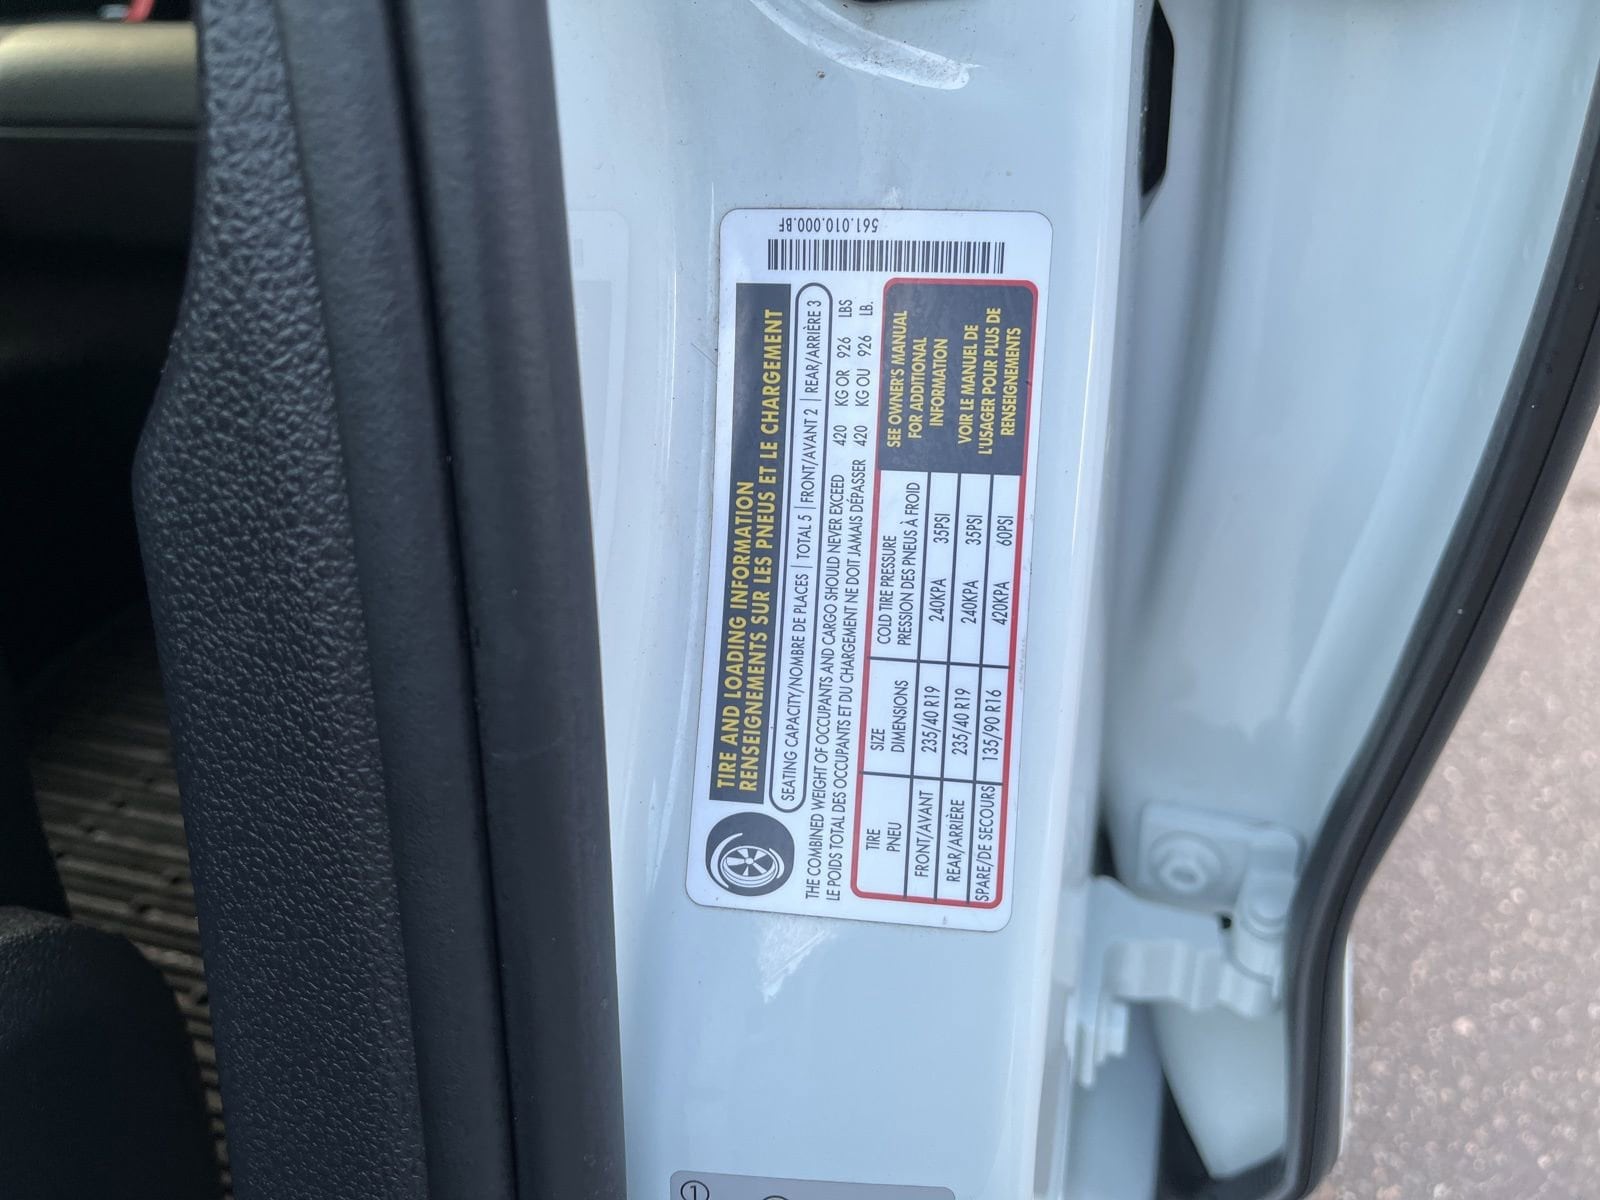 561.010.000.BF
TIRE AND LOADING INFORMATION
RENSEIGNEMENTS SUR LES PNEUS ET LE CHARGEMENT
SEATING CAPACITY/NOMBRE DE PLACES | TOTAL 5 | FRONT/AVANT 2 | REAR/ARRIÈRE 3
THE COMBINED WEIGHT OF OCCUPANTS AND CARGO SHOULD NEVER EXCEED 420 KG OR 926 LBS
LE POIDS TOTAL DES OCCUPANTS ET DU CHARGEMENT NE DOIT JAMAIS DÉPASSER 420 KG OU 926 LB.
TIRE
PNEU
SIZE
DIMENSIONS
COLD TIRE PRESSURE
PRESSION DES PNEUS À FROID
FRONT/AVANT 235/40 R19 240KPA 35PSI
REAR/ARRIÈRE 235/40 R19 240KPA 35PSI
SPARE/DE SECOURS 135/90 R16 420KPA 60PSI
SEE OWNER'S MANUAL
FOR ADDITIONAL
INFORMATION
VOIR LE MANUEL DE
L'USAGER POUR PLUS DE
RENSEIGNEMENTS
1